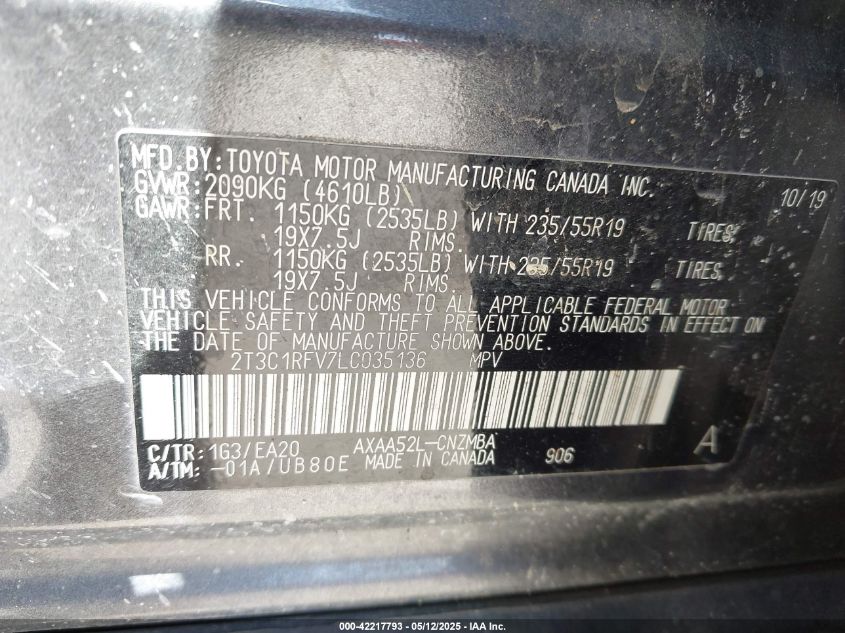 MFD.BY:TOYOTA MOTOR MANUFACTURING CANADA INC.
GVWR:2090KG (4610LB) 10/19
GAWR:FRT. 1150KG (2535LB) WITH 235/55R19 TIRES,
19X7.5J RIMS.
RR. 1150KG (2535LB) WITH 235/55R19 TIRES,
19X7.5J RIMS.
THIS VEHICLE CONFORMS TO ALL APPLICABLE FEDERAL MOTOR
VEHICLE SAFETY AND THEFT PREVENTION STANDARDS IN EFFECT ON
THE DATE OF MANUFACTURE SHOWN ABOVE.
2T3C1RFV7LC035136 MPV
C/TR:1G3/EA20 AXAA52L-CNZMBA A
A/TM:-01A/UB80E MADE IN CANADA 906
000-42217793 - 05/12/2025 - IAA Inc.